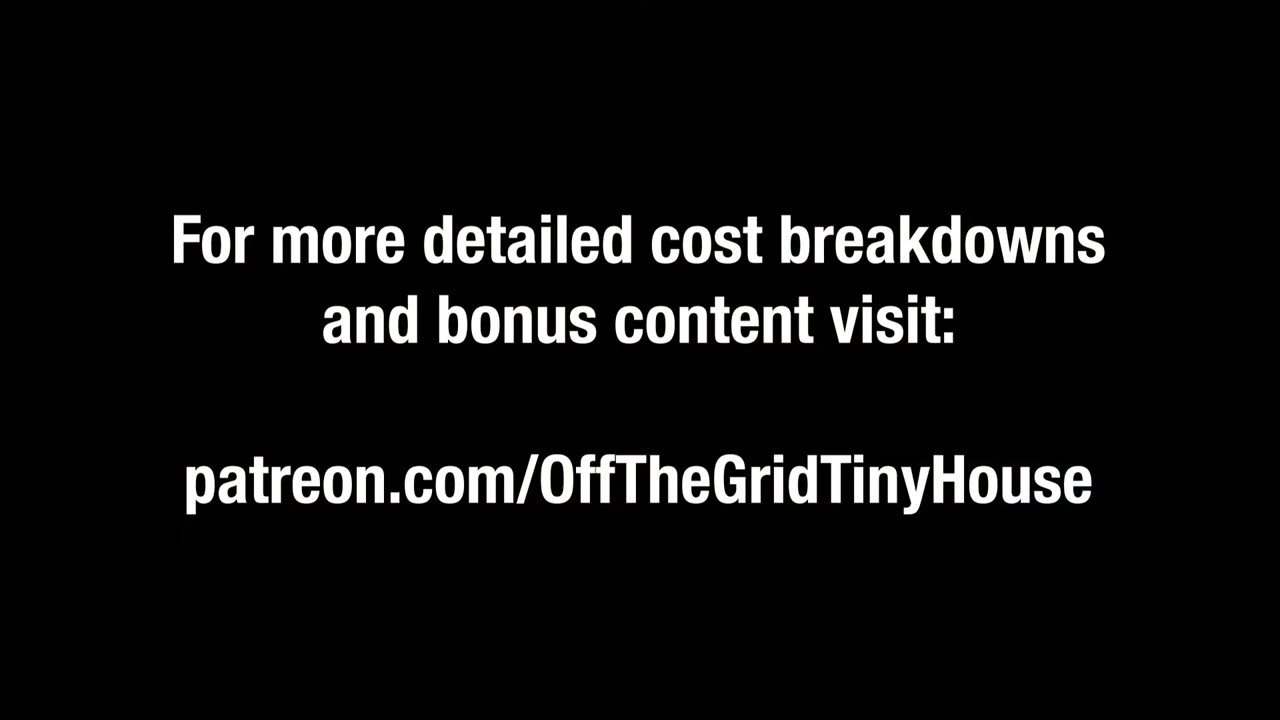 For more detailed cost breakdowns
and bonus content visit:
patreon.com/OffTheGridTinyHouse